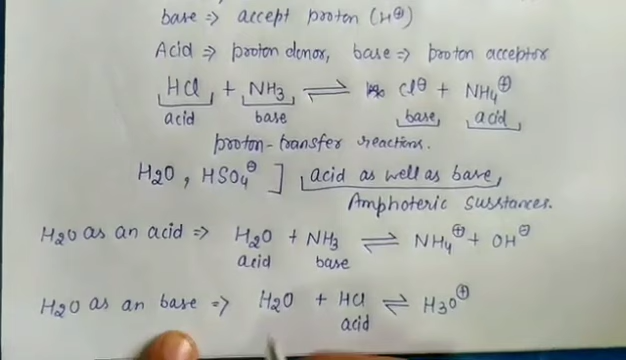 base => accept proton (H⊕)
Acid => proton donor, base => proton acceptor
HCl + NH3 ⇌ Cl⊖ + NH4⊕
acid base base, acid
proton-transfer reactions.
H2O, HSO4⊖ ] acid as well as base,
Amphoteric Substances.
H2O as an acid => H2O + NH3 ⇌ NH4⊕ + OH⊖
acid base
H2O as an base => H2O + HCl ⇌ H3O⊕
acid